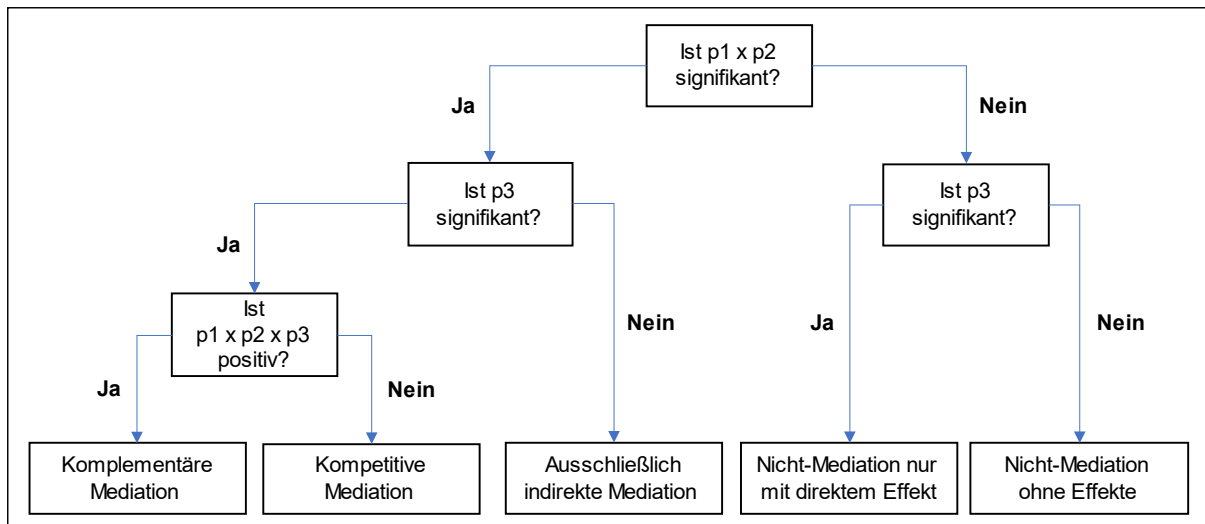 Ist p1 x p2
signifikant?
Ja
Nein
Ist p3
signifikant?
Ist p3
signifikant?
Ja
Nein
Ja
Nein
Ist
p1 x p2 x p3
positiv?
Ja
Nein
Komplementäre
Mediation
Kompetitive
Mediation
Ausschließlich
indirekte Mediation
Nicht-Mediation nur
mit direktem Effekt
Nicht-Mediation
ohne Effekte